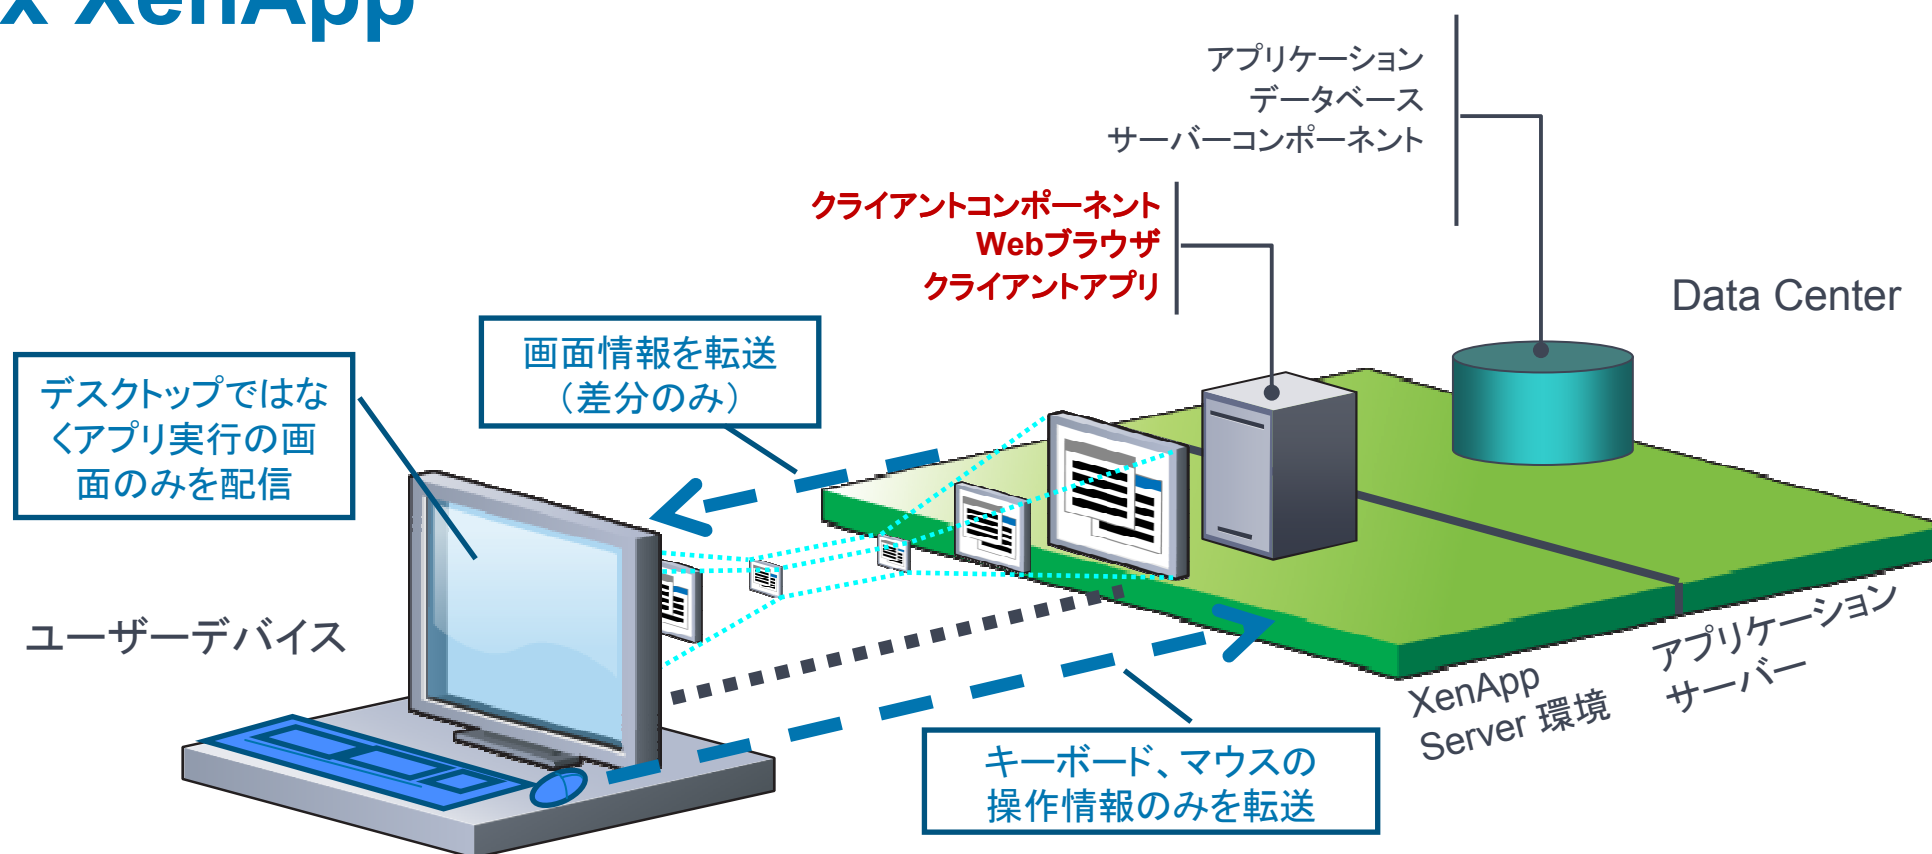 x XenApp
アプリケーション
データベース
サーバーコンポーネント
クライアントコンポーネント
Webブラウザ
クライアントアプリ
Data Center
画面情報を転送
（差分のみ）
デスクトップではな
くアプリ実行の画
面のみを配信
ユーザーデバイス
アプリケーション
サーバー
XenApp
Server 環境
キーボード、マウスの
操作情報のみを転送